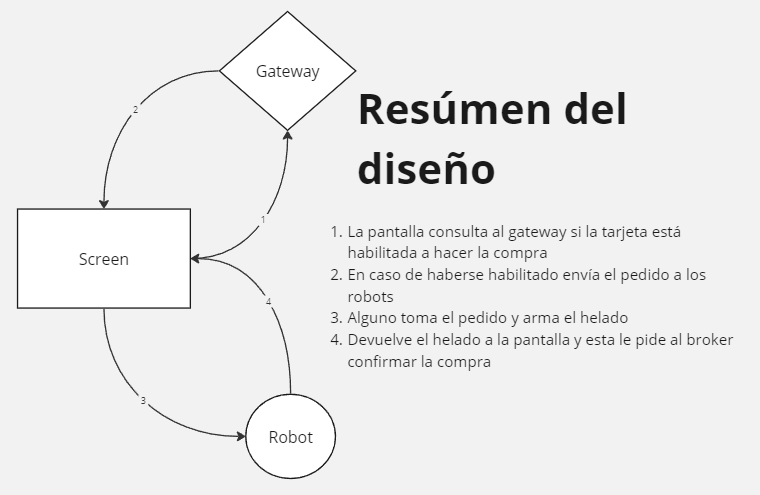 Gateway
Resúmen del
diseño
2
1
1. La pantalla consulta al gateway si la tarjeta está
habilitada a hacer la compra
2. En caso de haberse habilitado envía el pedido a los
robots
3. Alguno toma el pedido y arma el helado
4. Devuelve el helado a la pantalla y esta le pide al broker
confirmar la compra
Screen
4
3
Robot